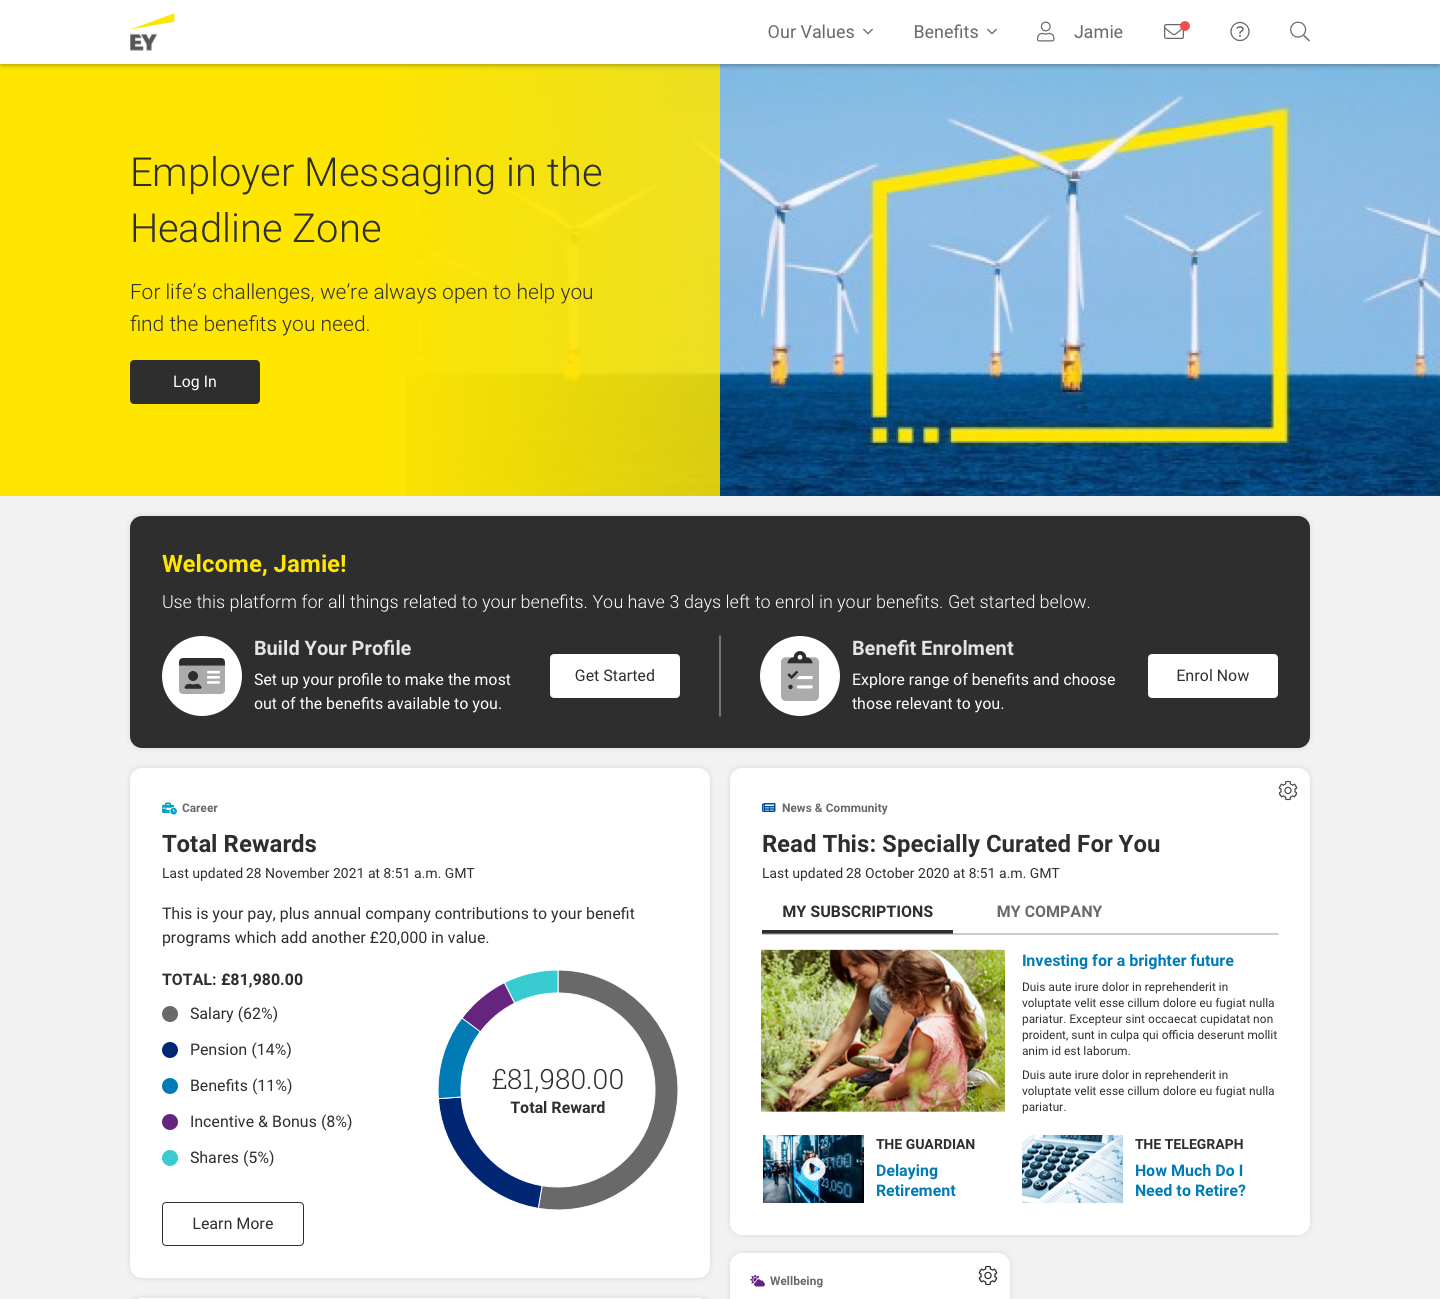 EY
Our Values
Benefits
Jamie
Employer Messaging in the
Headline Zone
For life's challenges, we're always open to help you
find the benefits you need.
Log In
Welcome, Jamie!
Use this platform for all things related to your benefits. You have 3 days left to enrol in your benefits. Get started below.
Build Your Profile
Set up your profile to make the most
out of the benefits available to you.
Get Started
Benefit Enrolment
Explore range of benefits and choose
those relevant to you.
Enrol Now
Career
Total Rewards
Last updated 28 November 2021 at 8:51 a.m. GMT
This is your pay, plus annual company contributions to your benefit
programs which add another £20,000 in value.
TOTAL: £81,980.00
Salary (62%)
Pension (14%)
Benefits (11%)
Incentive & Bonus (8%)
Shares (5%)
£81,980.00
Total Reward
Learn More
News & Community
Read This: Specially Curated For You
Last updated 28 October 2020 at 8:51 a.m. GMT
MY SUBSCRIPTIONS
MY COMPANY
Investing for a brighter future
Duis aute irure dolor in reprehenderit in
voluptate velit esse cillum dolore eu fugiat nulla
pariatur. Excepteur sint occaecat cupidatat non
proident, sunt in culpa qui officia deserunt mollit
anim id est laborum.
Duis aute irure dolor in reprehenderit in
voluptate velit esse cillum dolore eu fugiat nulla
pariatur.
THE GUARDIAN
Delaying
Retirement
23,050
THE TELEGRAPH
How Much Do I
Need to Retire?
Wellbeing